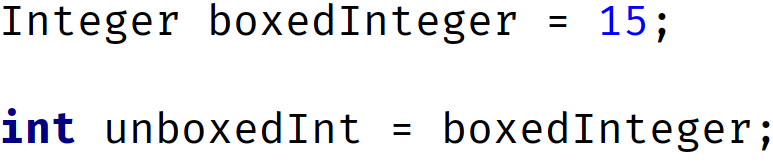 Integer boxedInteger = 15;
int unboxedInt = boxedInteger;